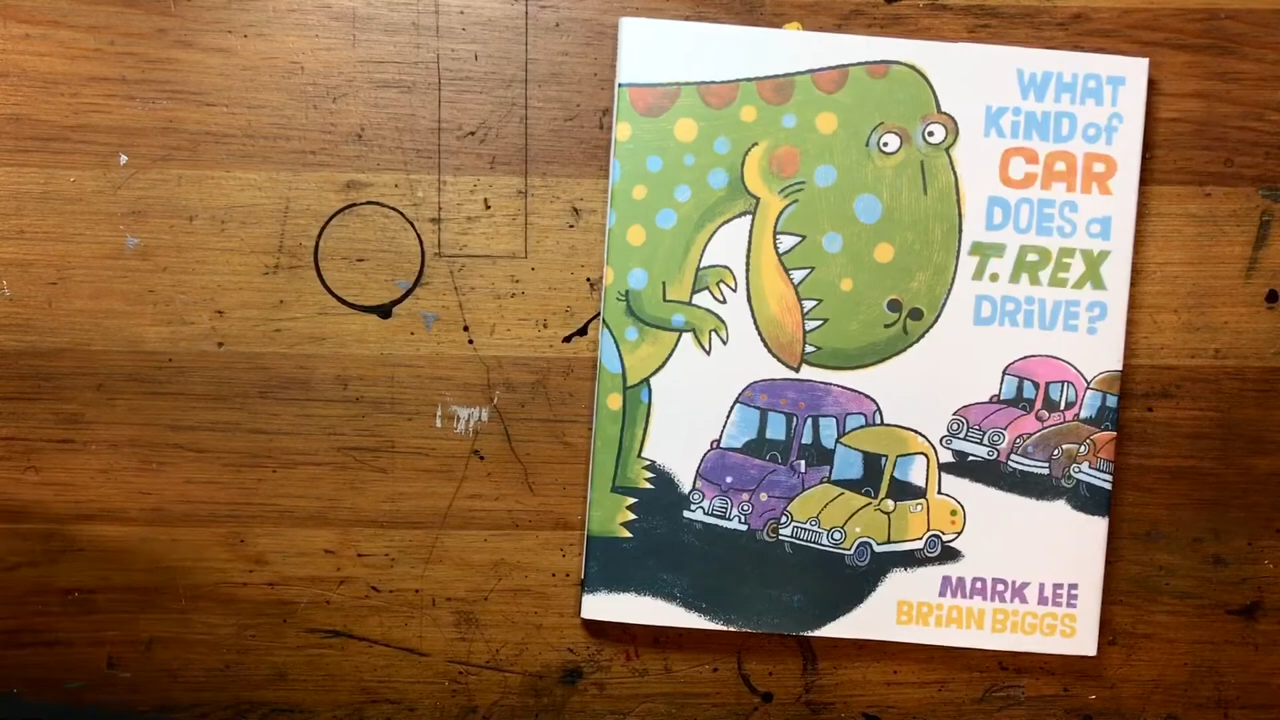 WHAT
KiND of
CAR
DOES a
T. REX
DRiVE?
MARK LEE
BRiAN BiGGS